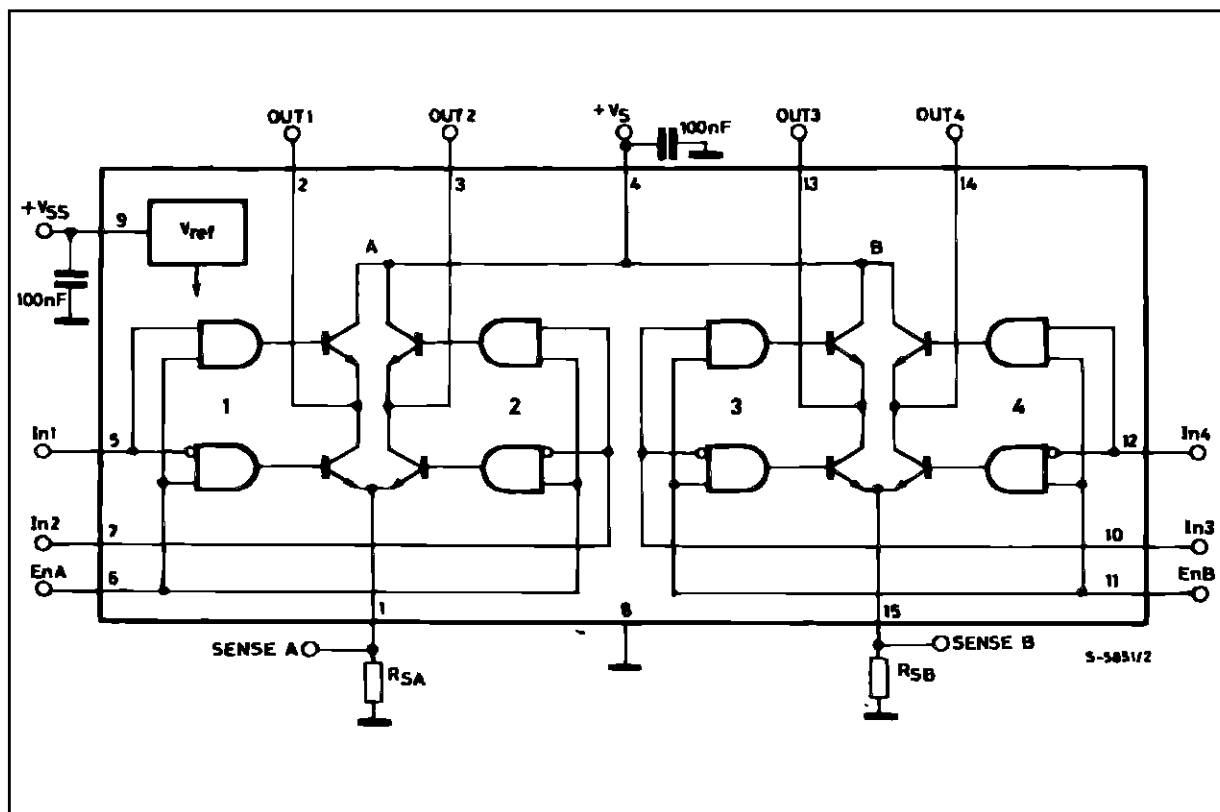 OUT1
OUT2
+VS
100nF
OUT3
OUT4
2
3
4
13
14
+VSS
9
Vref
A
B
100nF
1
2
3
4
In1
5
12
In4
In2
7
10
In3
EnA
6
11
EnB
1
8
15
SENSE A
SENSE B
S-5851/2
RSA
RSB